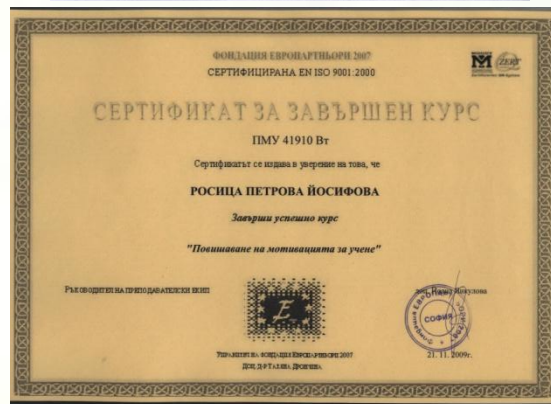 ФОНДАЦИЯ ЕВРОПАРТНЬОРИ 2007
СЕРТИФИЦИРАНА EN ISO 9001:2000
СЕРТИФИКАТ ЗА ЗАВЪРШЕН КУРС
ПМУ 41910 Вт
Сертификатът се издава в уверение на това, че
РОСИЦА ПЕТРОВА ЙОСИФОВА
Завърши успешно курс
"Повишаване на мотивацията за учене"
РЪКОВОДИТЕЛ НА ПРЕПОДАВАТЕЛСКИ ЕКИП
СОФИЯ
УПРАВИТЕЛ НА ФОНДАЦИЯ ЕВРОПАРТНЬОРИ 2007
21. 11. 2009г.
ДОЦ. Д-Р